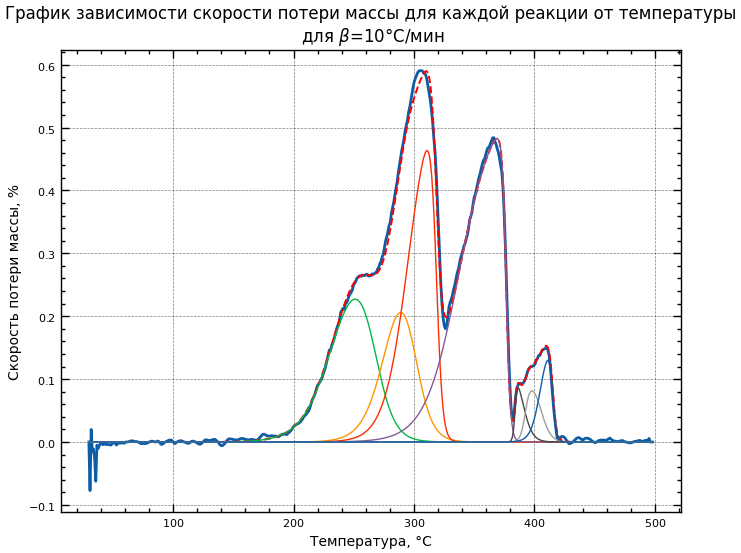 График зависимости скорости потери массы для каждой реакции от температуры
для β=10°C/мин
Скорость потери массы, %
0.6
0.5
0.4
0.3
0.2
0.1
0.0
−0.1
100 200 300 400 500
Температура, °C